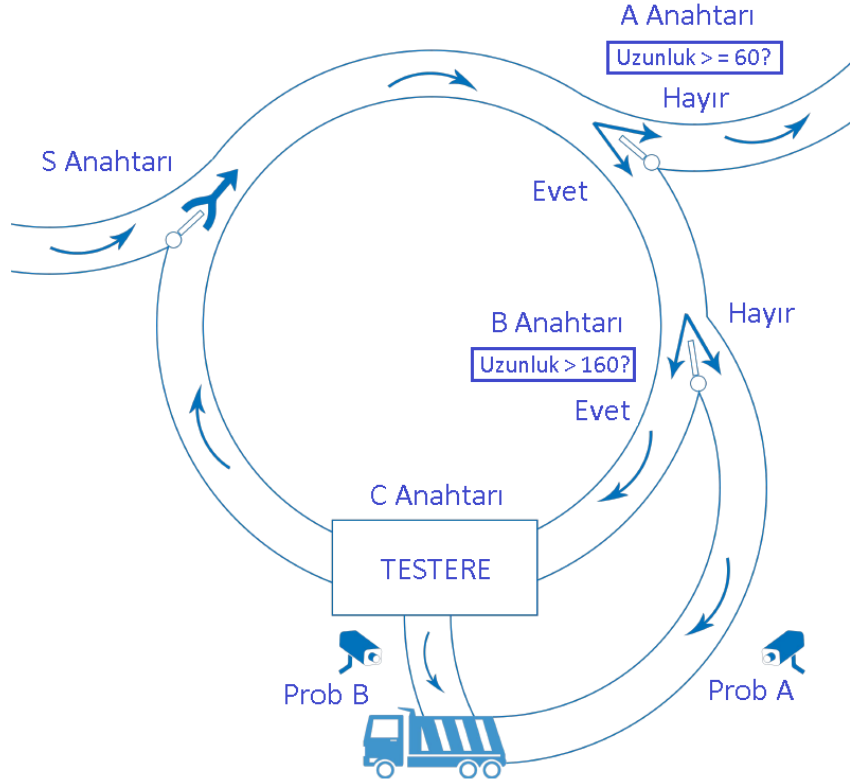 A Anahtarı
Uzunluk > = 60?
Hayır
S Anahtarı
Evet
B Anahtarı
Hayır
Uzunluk > 160?
Evet
C Anahtarı
TESTERE
Prob B
Prob A